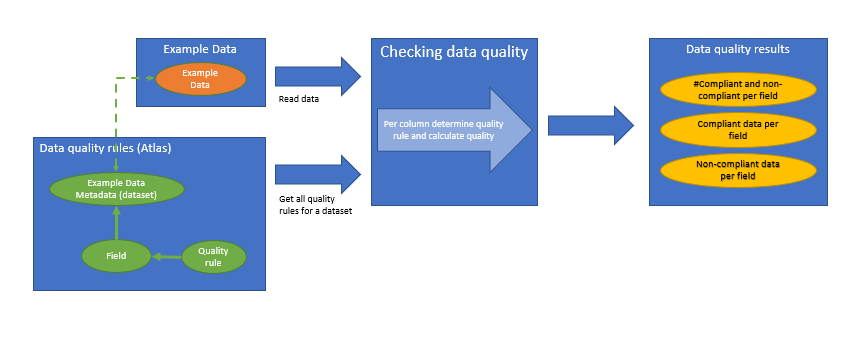 Example Data
Example
Data
Read data
Data quality rules (Atlas)
Example Data
Metadata (dataset)
Field
Quality
rule
Get all quality
rules for a dataset
Checking data quality
Per column determine quality
rule and calculate quality
Data quality results
#Compliant and non-
compliant per field
Compliant data per
field
Non-compliant data
per field